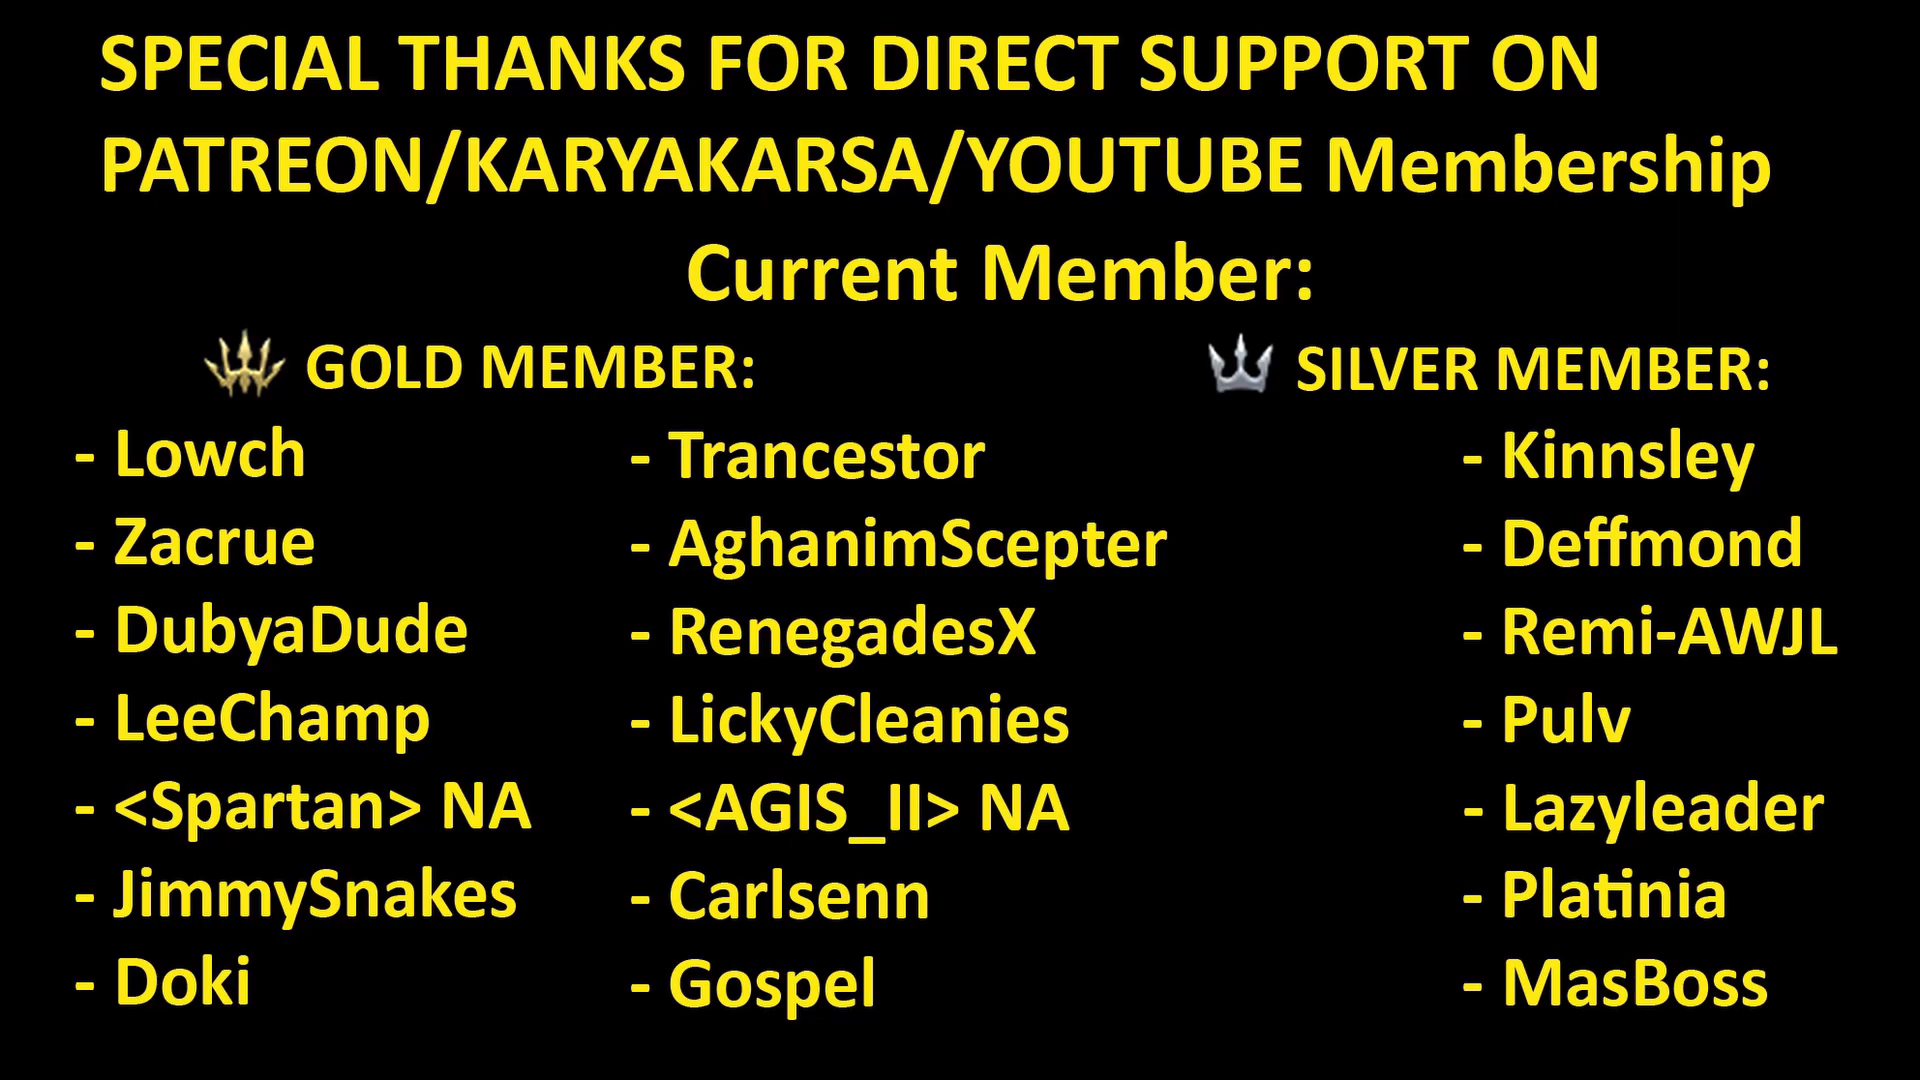 SPECIAL THANKS FOR DIRECT SUPPORT ON
PATREON/KARYAKARSA/YOUTUBE Membership
Current Member:
GOLD MEMBER:
- Lowch
- Zacrue
- DubyaDude
- LeeChamp
- <Spartan> NA
- JimmySnakes
- Doki
- Trancestor
- AghanimScepter
- RenegadesX
- LickyCleanies
- <AGIS_II> NA
- Carlsenn
- Gospel
SILVER MEMBER:
- Kinnsley
- Deffmond
- Remi-AWJL
- Pulv
- Lazyleader
- Platinia
- MasBoss